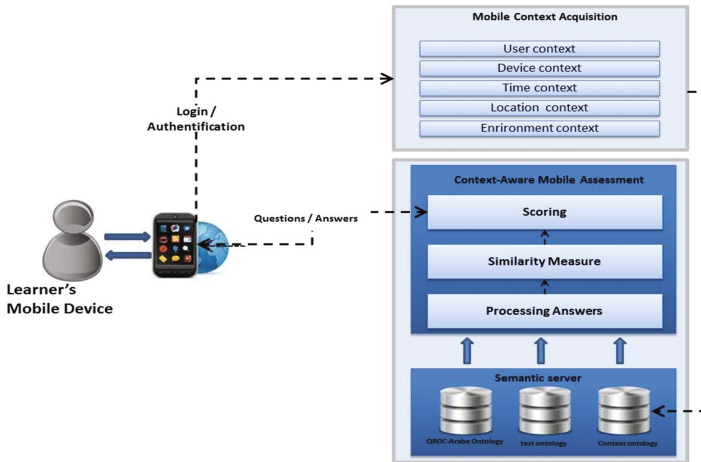 Mobile Context Acquisition
User context
Device context
Time context
Location context
Enrironment context
Login /
Authentification
Context-Aware Mobile Assessment
Questions / Answers
Scoring
Similarity Measure
Processing Answers
Learner's
Mobile Device
Semantic server
QROC-Arabe Ontology
test ontology
Context ontology